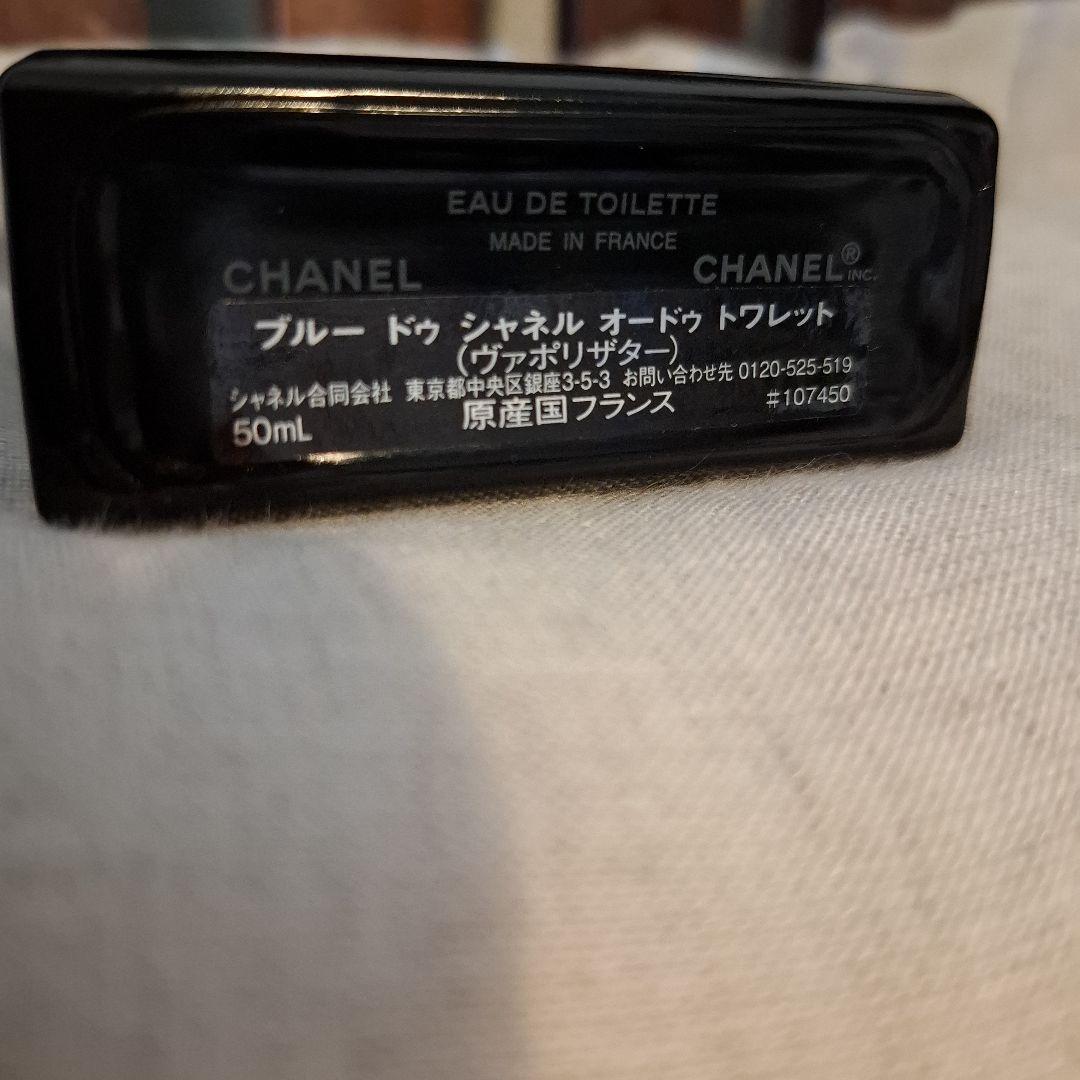 EAU DE TOILETTE
MADE IN FRANCE
CHANEL CHANEL® INC.
ブルー ドゥ シャネル オードゥ トワレット
(ヴァポリザター)
シャネル合同会社 東京都中央区銀座3-5-3 お問い合わせ先 0120-525-519
50mL 原産国フランス #107450